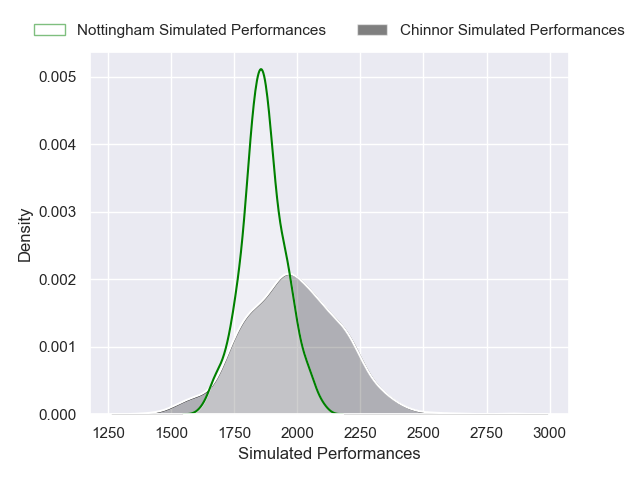 Nottingham Simulated Performances
Chinnor Simulated Performances
0.005
0.004
0.003
0.002
0.001
0.000
Density
1250 1500 1750 2000 2250 2500 2750 3000
Simulated Performances